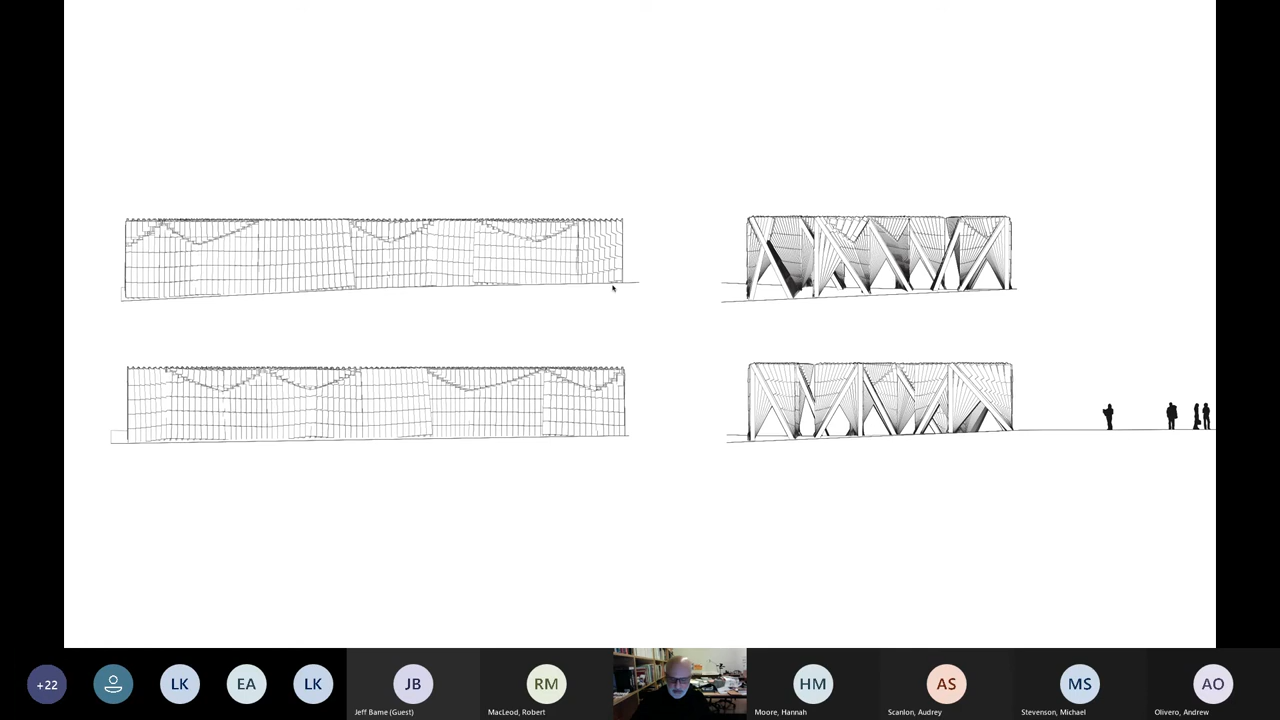 +22
LK
EA
LK
JB
RM
HM
AS
MS
AO
Jeff Bame (Guest)
MacLeod, Robert
Moore, Hannah
Scanlon, Audrey
Stevenson, Michael
Olivero, Andrew